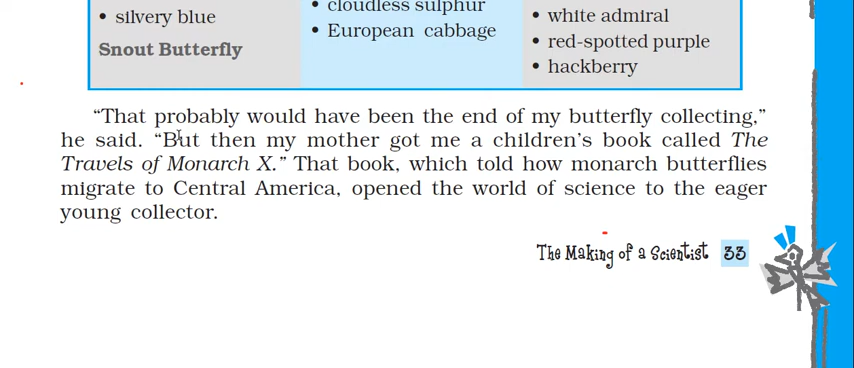 • silvery blue
Snout Butterfly
cloudless sulphur
• European cabbage
• white admiral
• red-spotted purple
• hackberry
“That probably would have been the end of my butterfly collecting,”
he said. “But then my mother got me a children’s book called The
Travels of Monarch X.” That book, which told how monarch butterflies
migrate to Central America, opened the world of science to the eager
young collector.
The Making of a Scientist 33